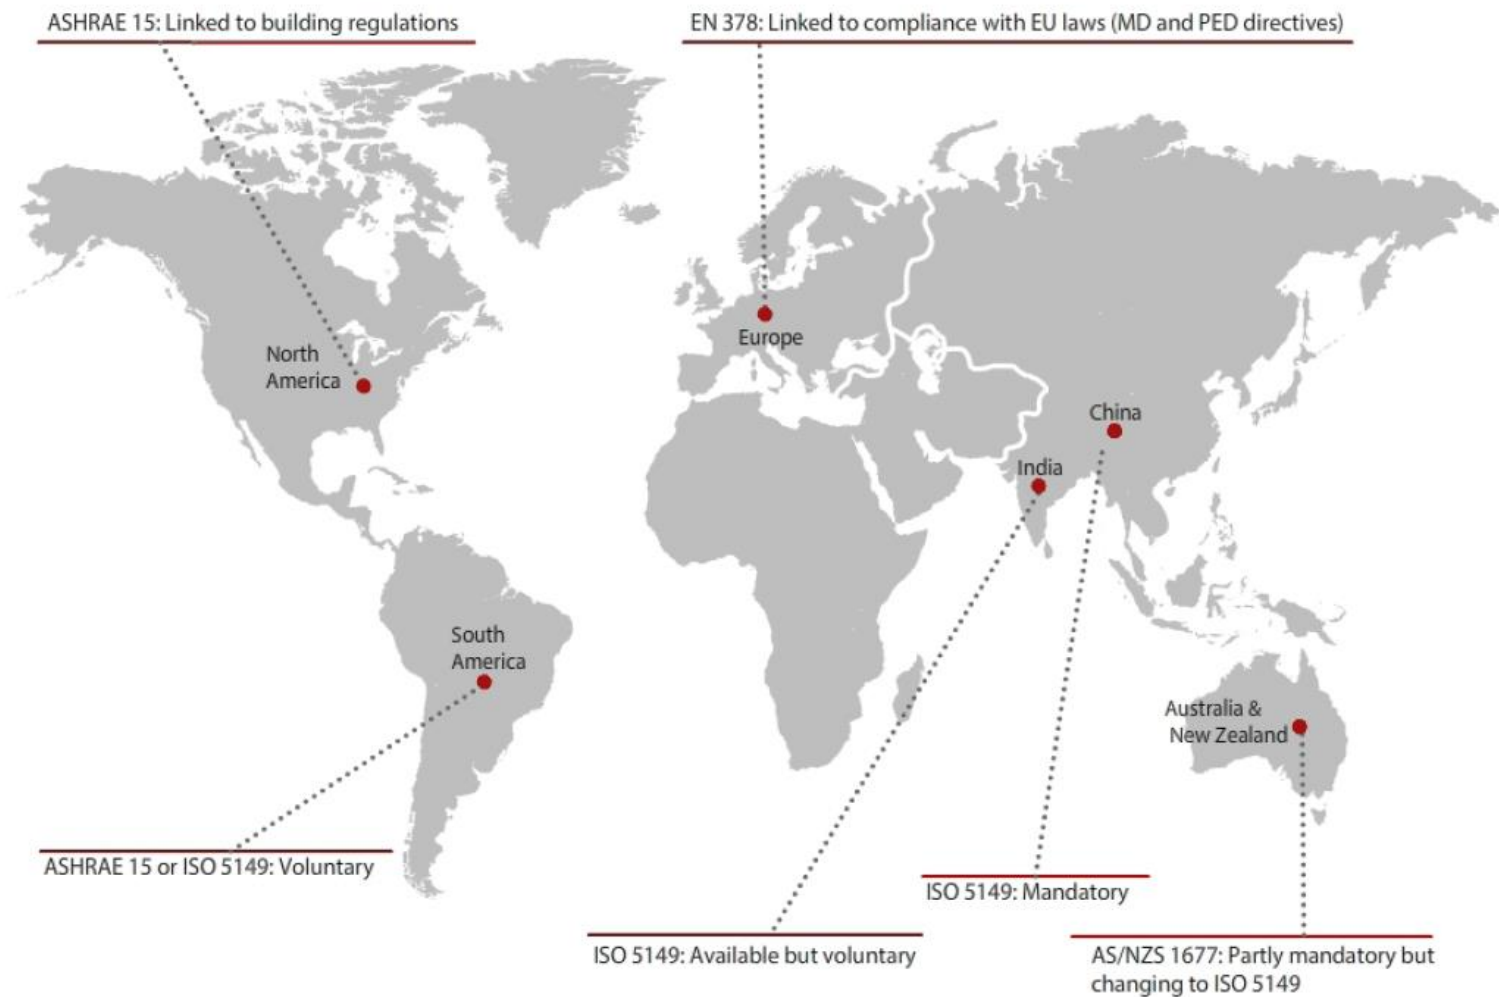 ASHRAE 15: Linked to building regulations
EN 378: Linked to compliance with EU laws (MD and PED directives)
North
America
Europe
China
India
South
America
Australia &
New Zealand
ASHRAE 15 or ISO 5149: Voluntary
ISO 5149: Mandatory
ISO 5149: Available but voluntary
AS/NZS 1677: Partly mandatory but
changing to ISO 5149